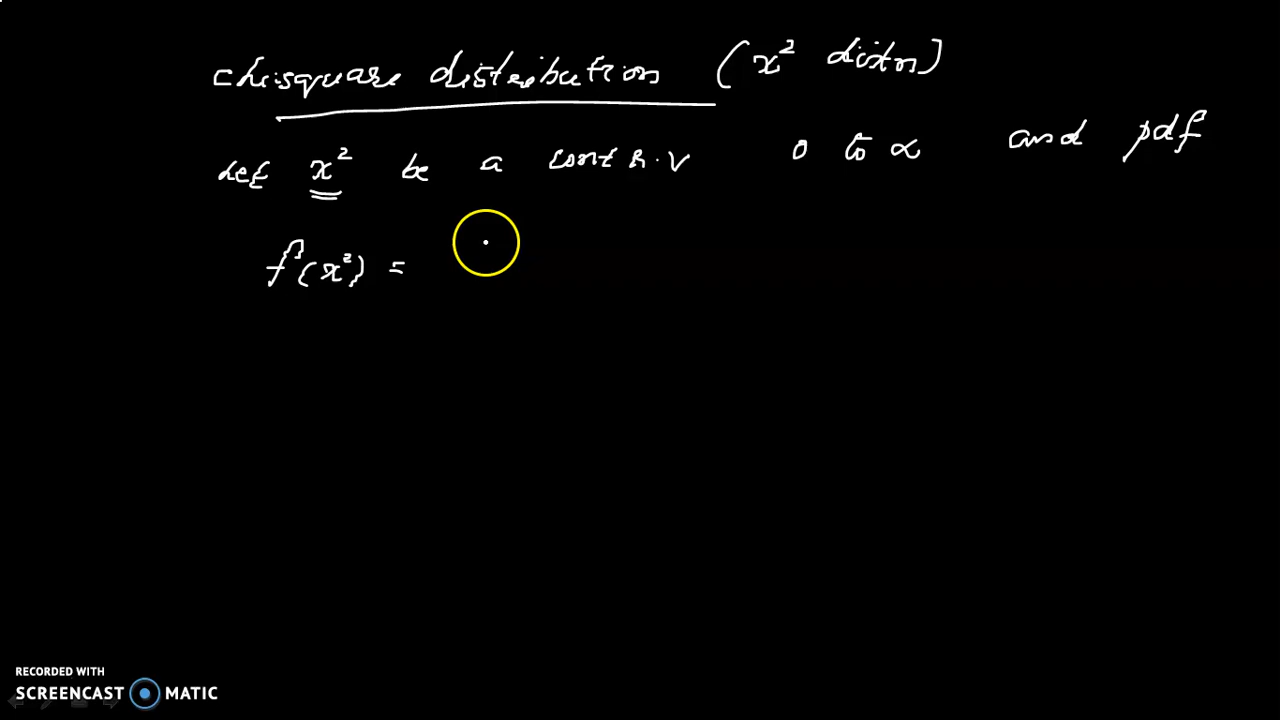 chisquare distribution (x² distn)
Let x² be a cont r.v 0 to ∝ and pdf
f(x²) =
RECORDED WITH
SCREENCAST MATIC